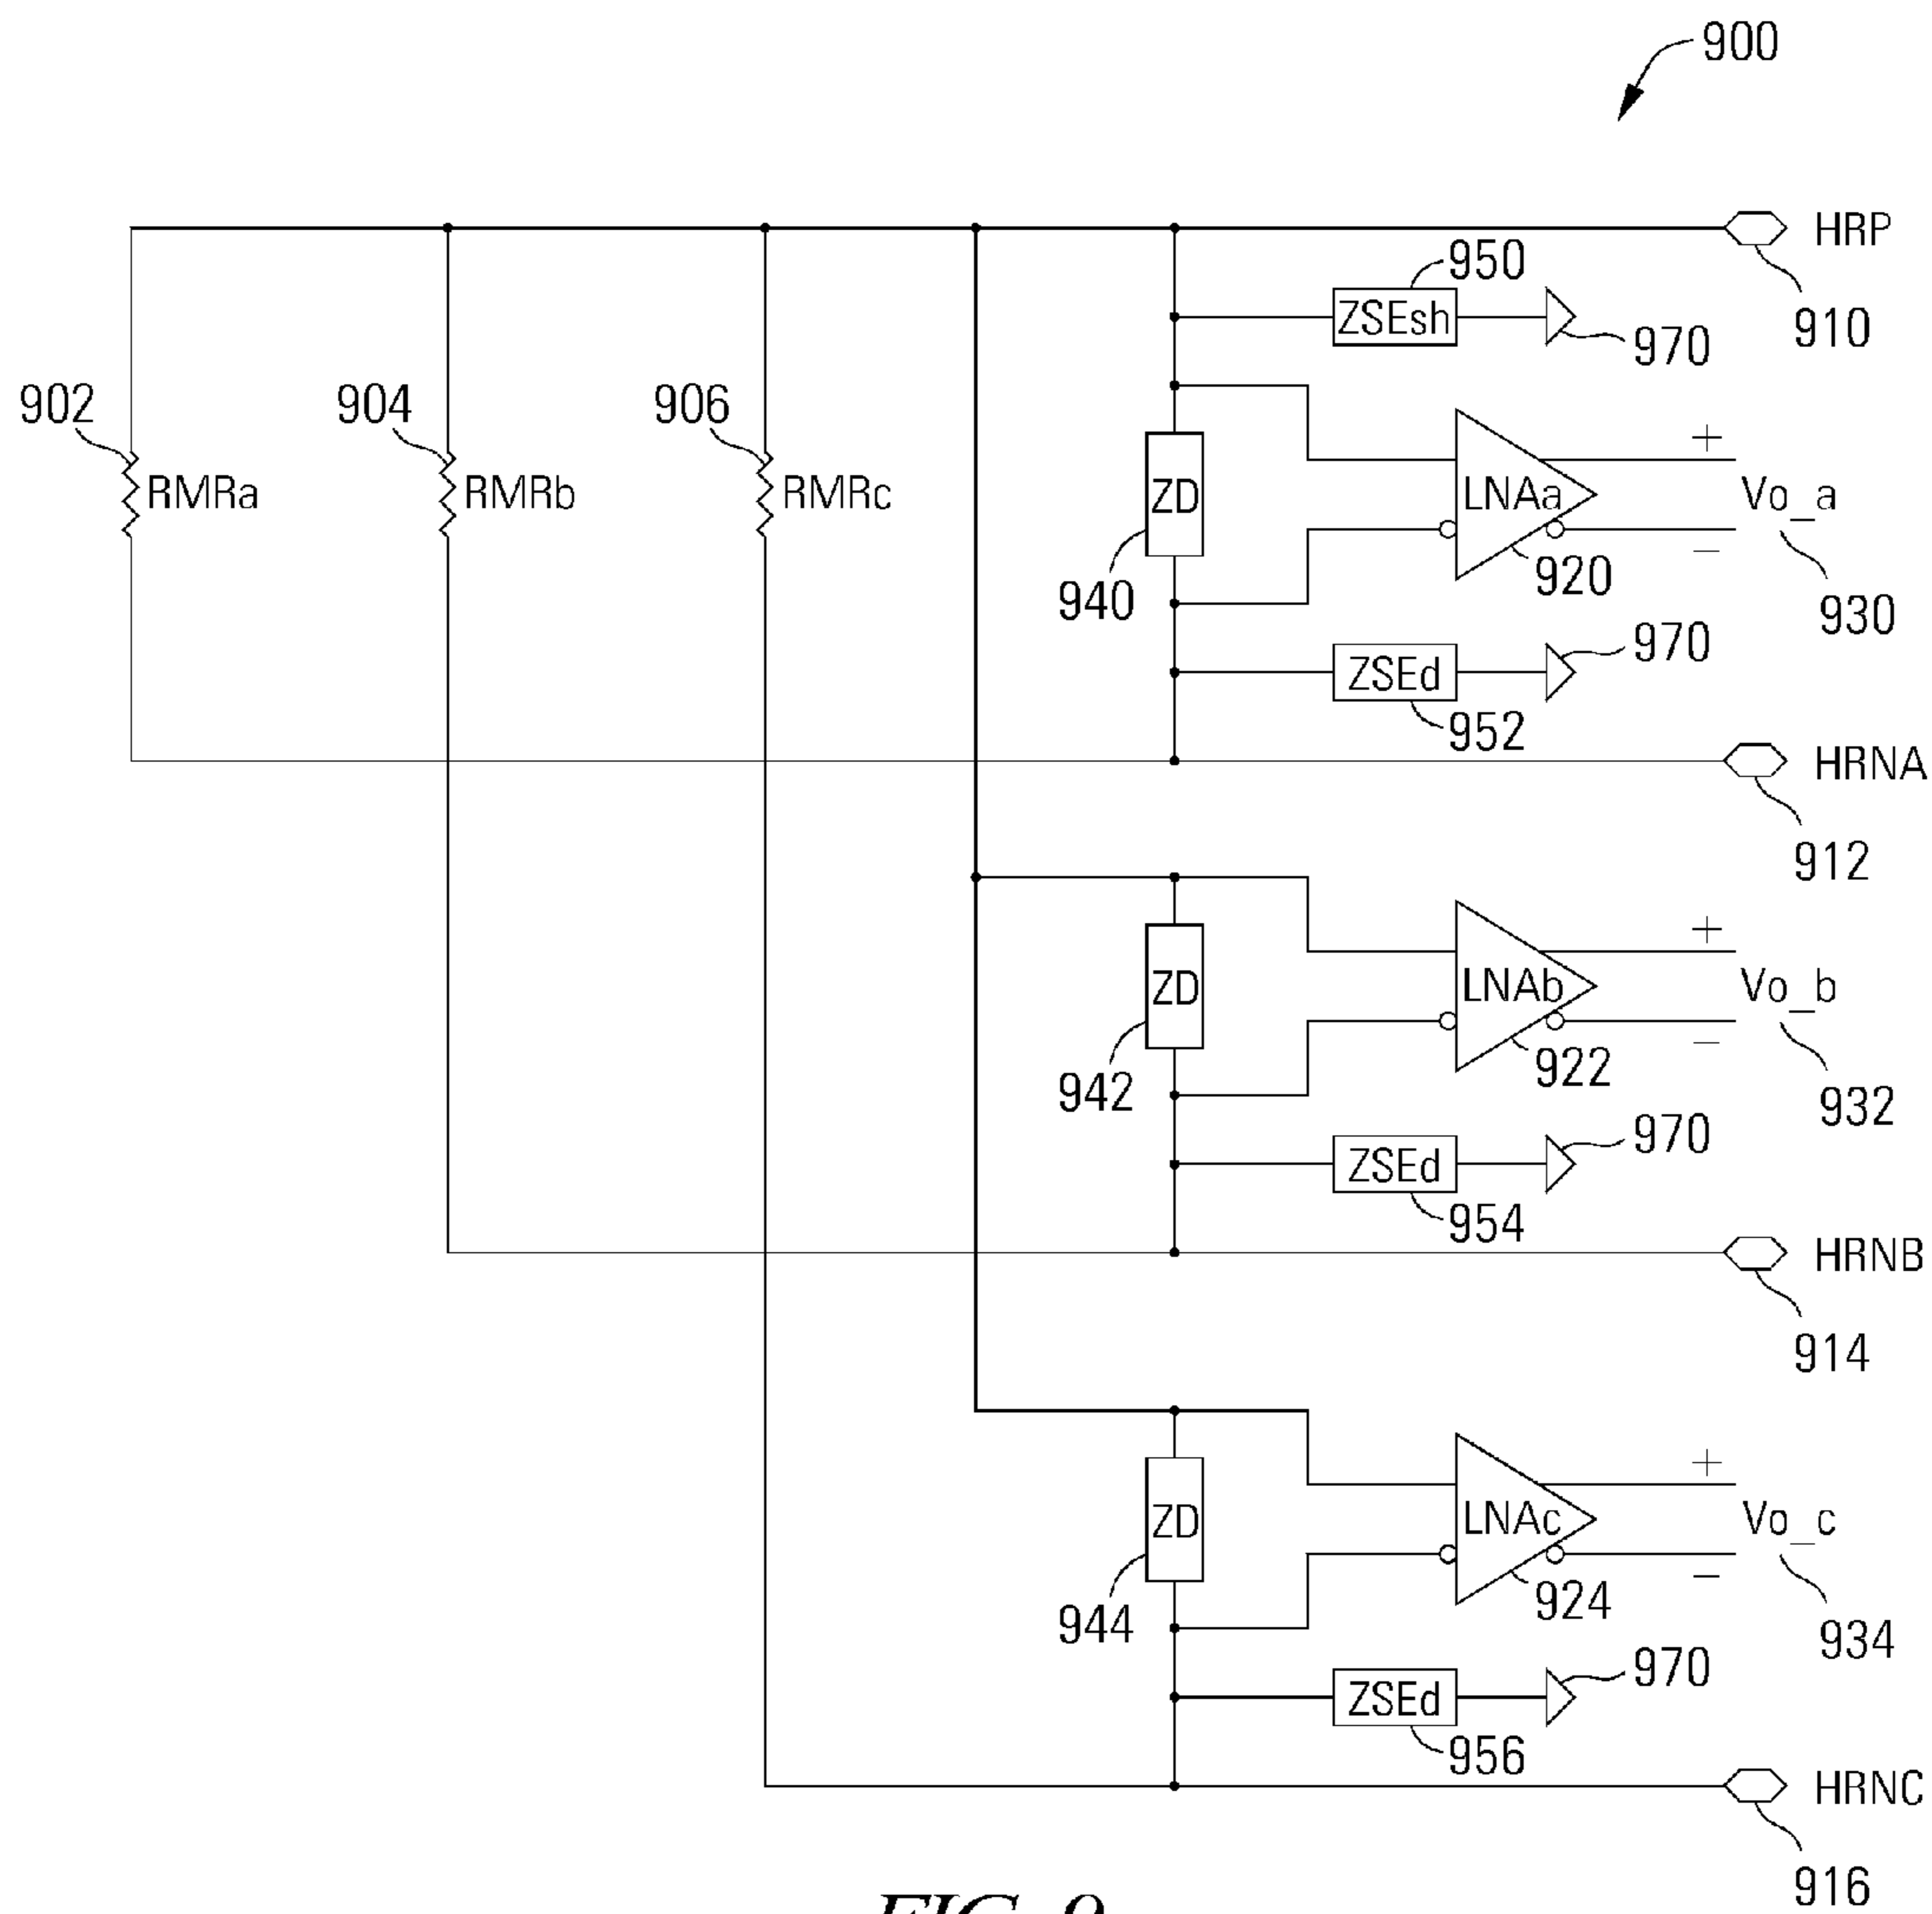 900
HRP
950
ZSEsh
970
910
902
904
906
RMRa
RMRb
RMRc
ZD
LNAa
+
Vo_a
−
940
920
930
970
ZSEd
952
HRNA
912
ZD
LNAb
+
Vo_b
−
942
922
932
970
ZSEd
954
HRNB
914
ZD
LNAc
+
Vo_c
−
944
924
934
970
ZSEd
956
HRNC
916
FIG. 9